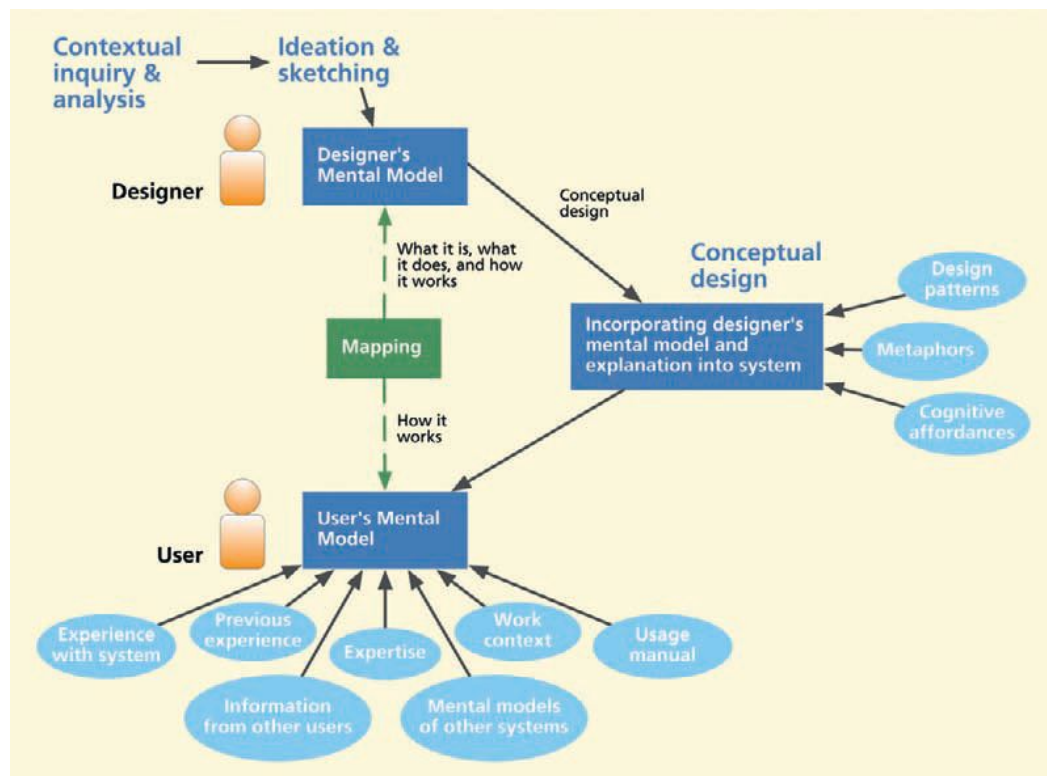 Contextual
inquiry &
analysis
Ideation &
sketching
Designer's
Mental Model
Designer
Conceptual
design
What it is, what
it does, and how
it works
Conceptual
design
Design
patterns
Incorporating designer's
mental model and
explanation into system
Mapping
Metaphors
Cognitive
affordances
How it
works
User's Mental
Model
User
Experience
with system
Previous
experience
Expertise
Work
context
Usage
manual
Information
from other users
Mental models
of other systems